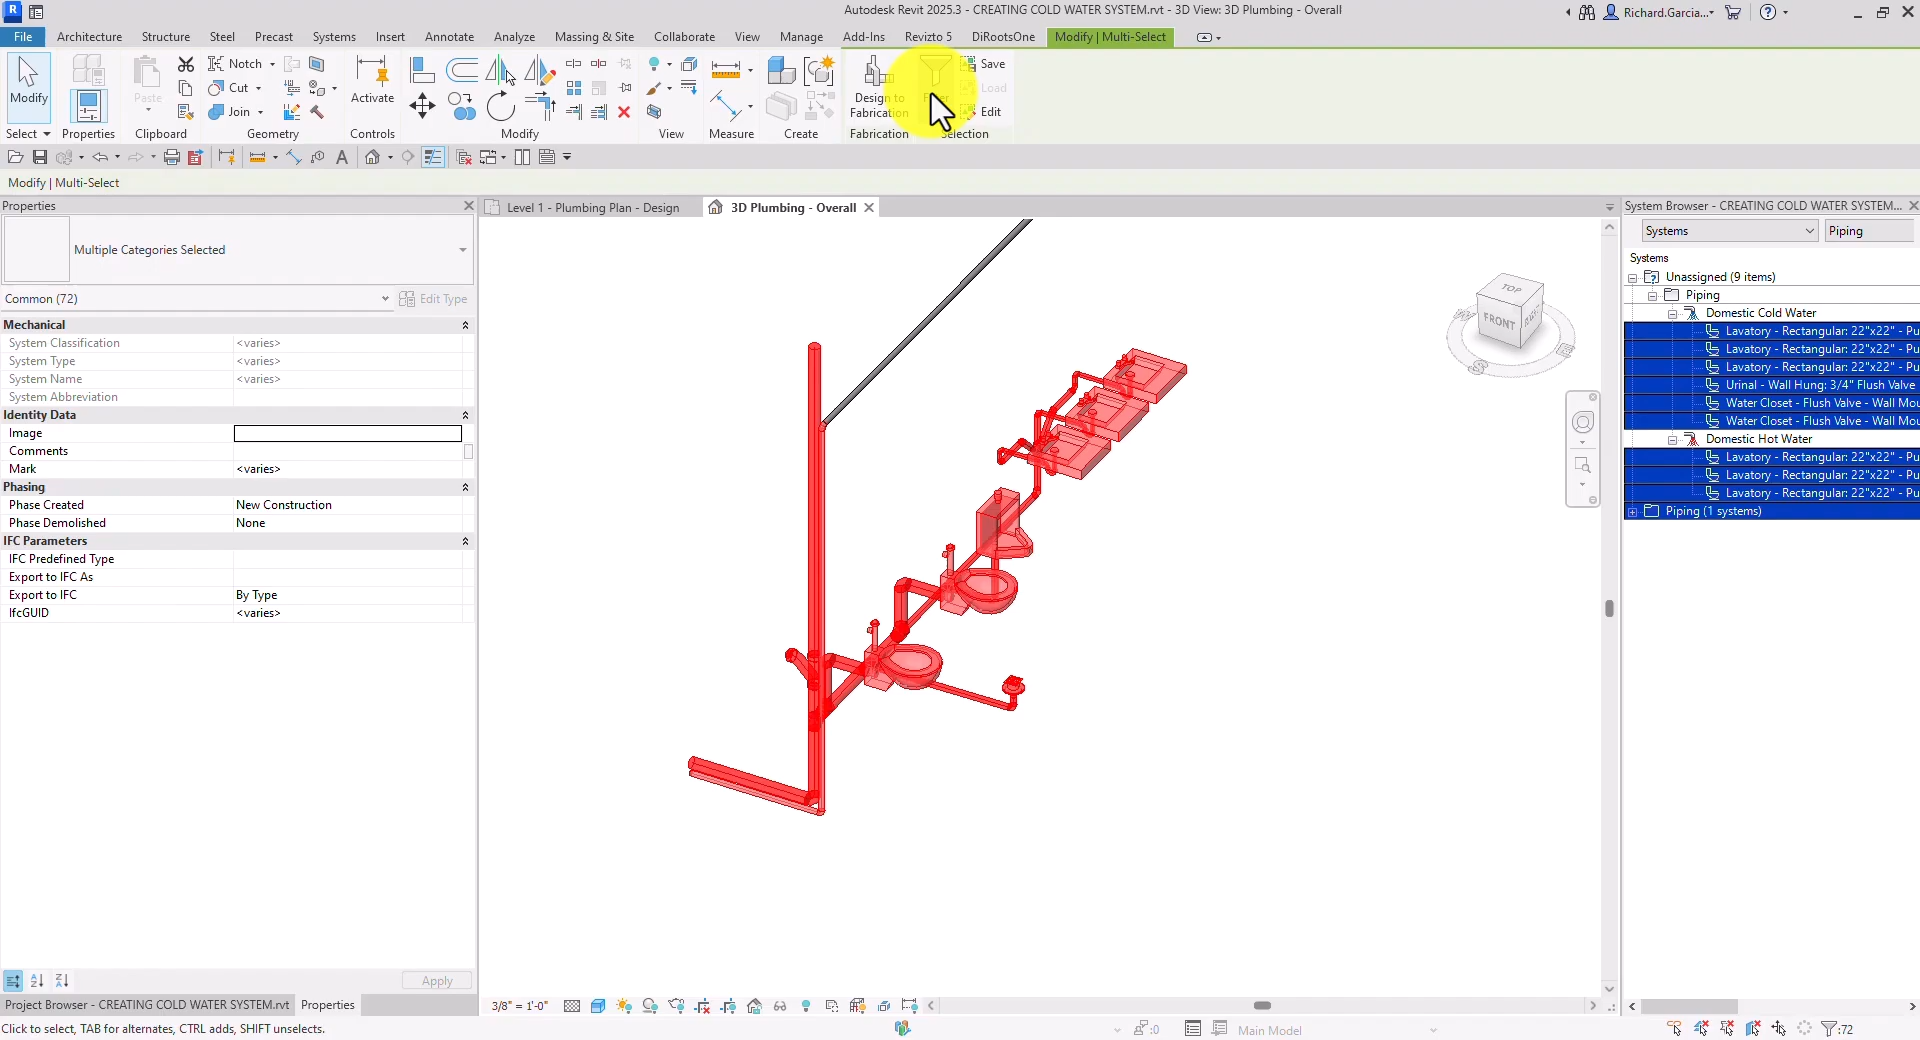 Autodesk Revit 2025.3 - CREATING COLD WATER SYSTEM.rvt - 3D View: 3D Plumbing - Overall
Richard.Garcia...
File Architecture Structure Steel Precast Systems Insert Annotate Analyze Massing & Site Collaborate View Manage Add-Ins Revizto 5 DiRootsOne Modify | Multi-Select
Modify
Select
Properties
Paste
Clipboard
Notch
Cut
Join
Geometry
Activate
Controls
Modify
View
Measure
Create
Design to
Fabrication
Fabrication
Save
Load
Edit
Selection
Modify | Multi-Select
Properties
Multiple Categories Selected
Common (72)
Edit Type
Mechanical
System Classification <varies>
System Type <varies>
System Name <varies>
System Abbreviation
Identity Data
Image
Comments
Mark <varies>
Phasing
Phase Created New Construction
Phase Demolished None
IFC Parameters
IFC Predefined Type
Export to IFC As
Export to IFC By Type
IfcGUID <varies>
Apply
Project Browser - CREATING COLD WATER SYSTEM.rvt Properties
Click to select, TAB for alternates, CTRL adds, SHIFT unselects.
Level 1 - Plumbing Plan - Design
3D Plumbing - Overall
TOP
FRONT
W
S
E
3/8" = 1'-0"
:0
Main Model
:72
System Browser - CREATING COLD WATER SYSTEM...
Systems Piping
Systems
Unassigned (9 items)
Piping
Domestic Cold Water
Lavatory - Rectangular: 22"x22" - Pu
Lavatory - Rectangular: 22"x22" - Pu
Lavatory - Rectangular: 22"x22" - Pu
Urinal - Wall Hung: 3/4" Flush Valve
Water Closet - Flush Valve - Wall Mou
Water Closet - Flush Valve - Wall Mou
Domestic Hot Water
Lavatory - Rectangular: 22"x22" - Pu
Lavatory - Rectangular: 22"x22" - Pu
Lavatory - Rectangular: 22"x22" - Pu
Piping (1 systems)